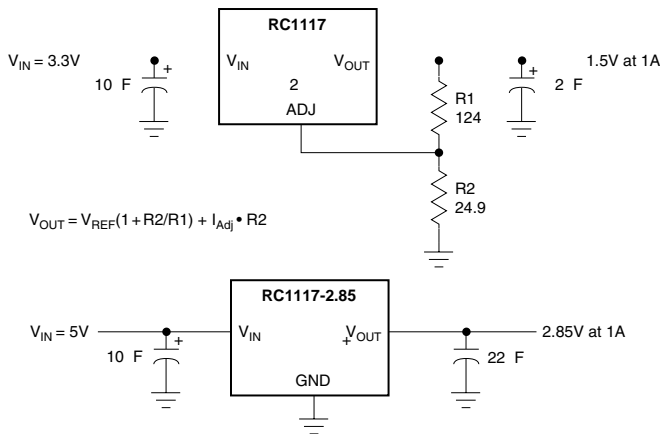 RC1117
V_IN = 3.3V
V_IN
V_OUT
1.5V at 1A
+
10 F
2
ADJ
R1
124
+
2 F
R2
24.9
V_OUT = V_REF(1+R2/R1) + I_Adj • R2
RC1117-2.85
V_IN = 5V
V_IN
V_OUT
2.85V at 1A
+
10 F
+
22 F
GND